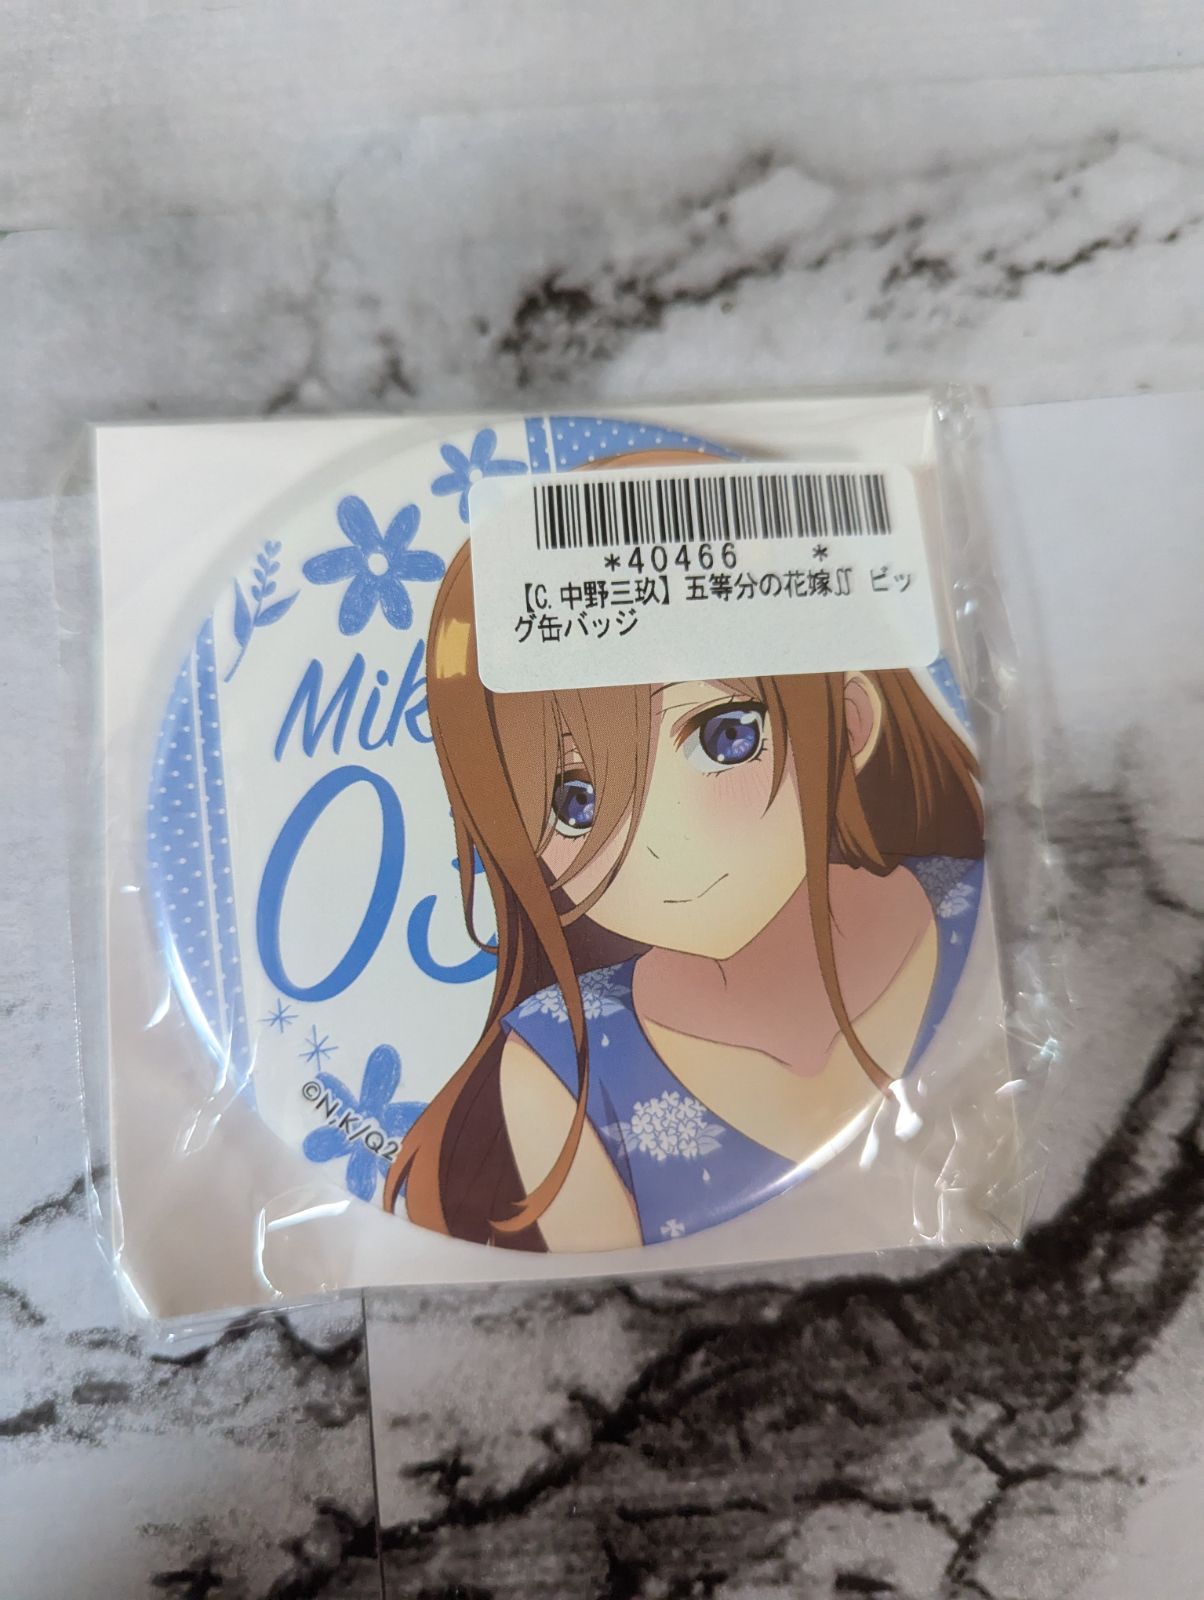 *40466 *
【C.中野三玖】五等分の花嫁∬ ビッ
グ缶バッジ
Mik
03
©N,K/Q2